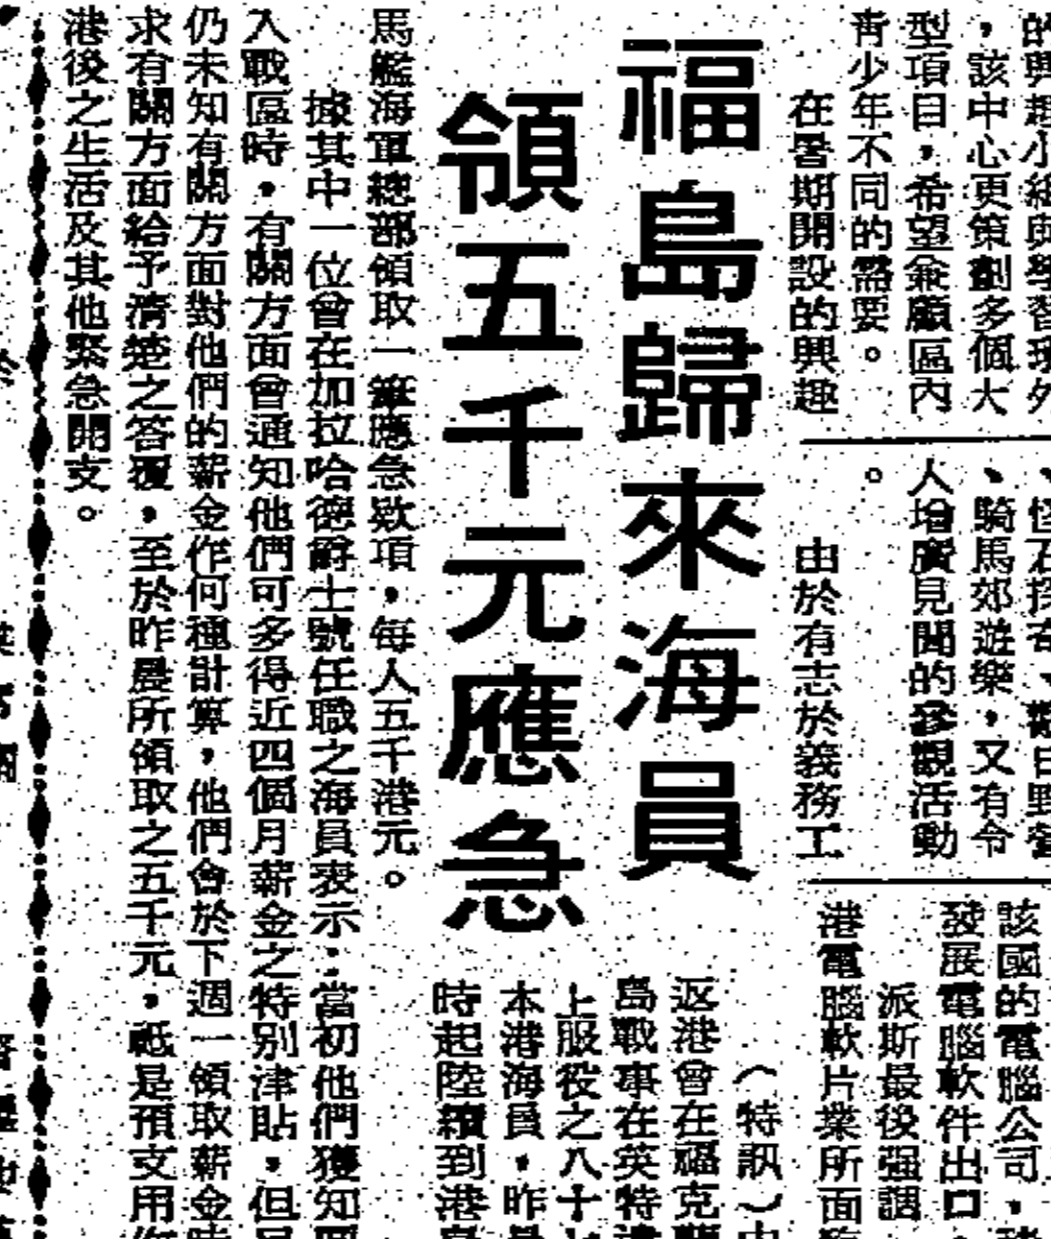 福島歸來海員
領五千元應急
（特訊）
返港曾在福克
島戰事在英特
上服役之八十
本港海員，昨
時起陸續到港
馬艦海軍總部領取一筆應急款項，每人五千港元。
據其中一位曾在加拉哈德爵士號任職之海員表示：當初他們獲知
入戰區時，有關方面會通知他們可多得近四個月薪金之特別津貼，但
仍未知有關方面對他們的薪金作何種計算，他們會於下週一領取薪金
求有關方面給予清楚之答覆，至於昨晨所領取之五千元，祗是預支用
港後之生活及其他緊急開支。
，該中心更策劃多個大
型項目，希望兼顧區內
青少年不同的需要。
在暑期開設的興趣
、騎馬郊遊樂，又有令
人增廣見聞的參觀活動
。
由於有志於義務工
該國的電腦公司，
發展電腦軟件出口
派斯最後强調
港電腦軟片業所面